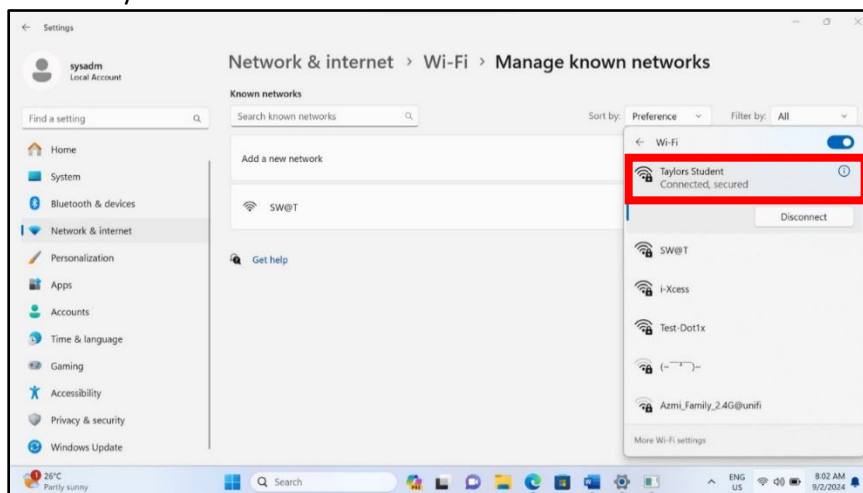 Settings
sysadm
Local Account
Find a setting
Home
System
Bluetooth & devices
Network & internet
Personalization
Apps
Accounts
Time & language
Gaming
Accessibility
Privacy & security
Windows Update
Network & internet > Wi-Fi > Manage known networks
Known networks
Search known networks
Sort by: Preference
Filter by: All
Add a new network
SW@T
Get help
Wi-Fi
Taylors Student
Connected, secured
Disconnect
SW@T
i-Xcess
Test-Dot1x
Azmi_Family_2.4G@unifi
More Wi-Fi settings
26°C
Partly sunny
Search
ENG
US
8:02 AM
9/2/2024